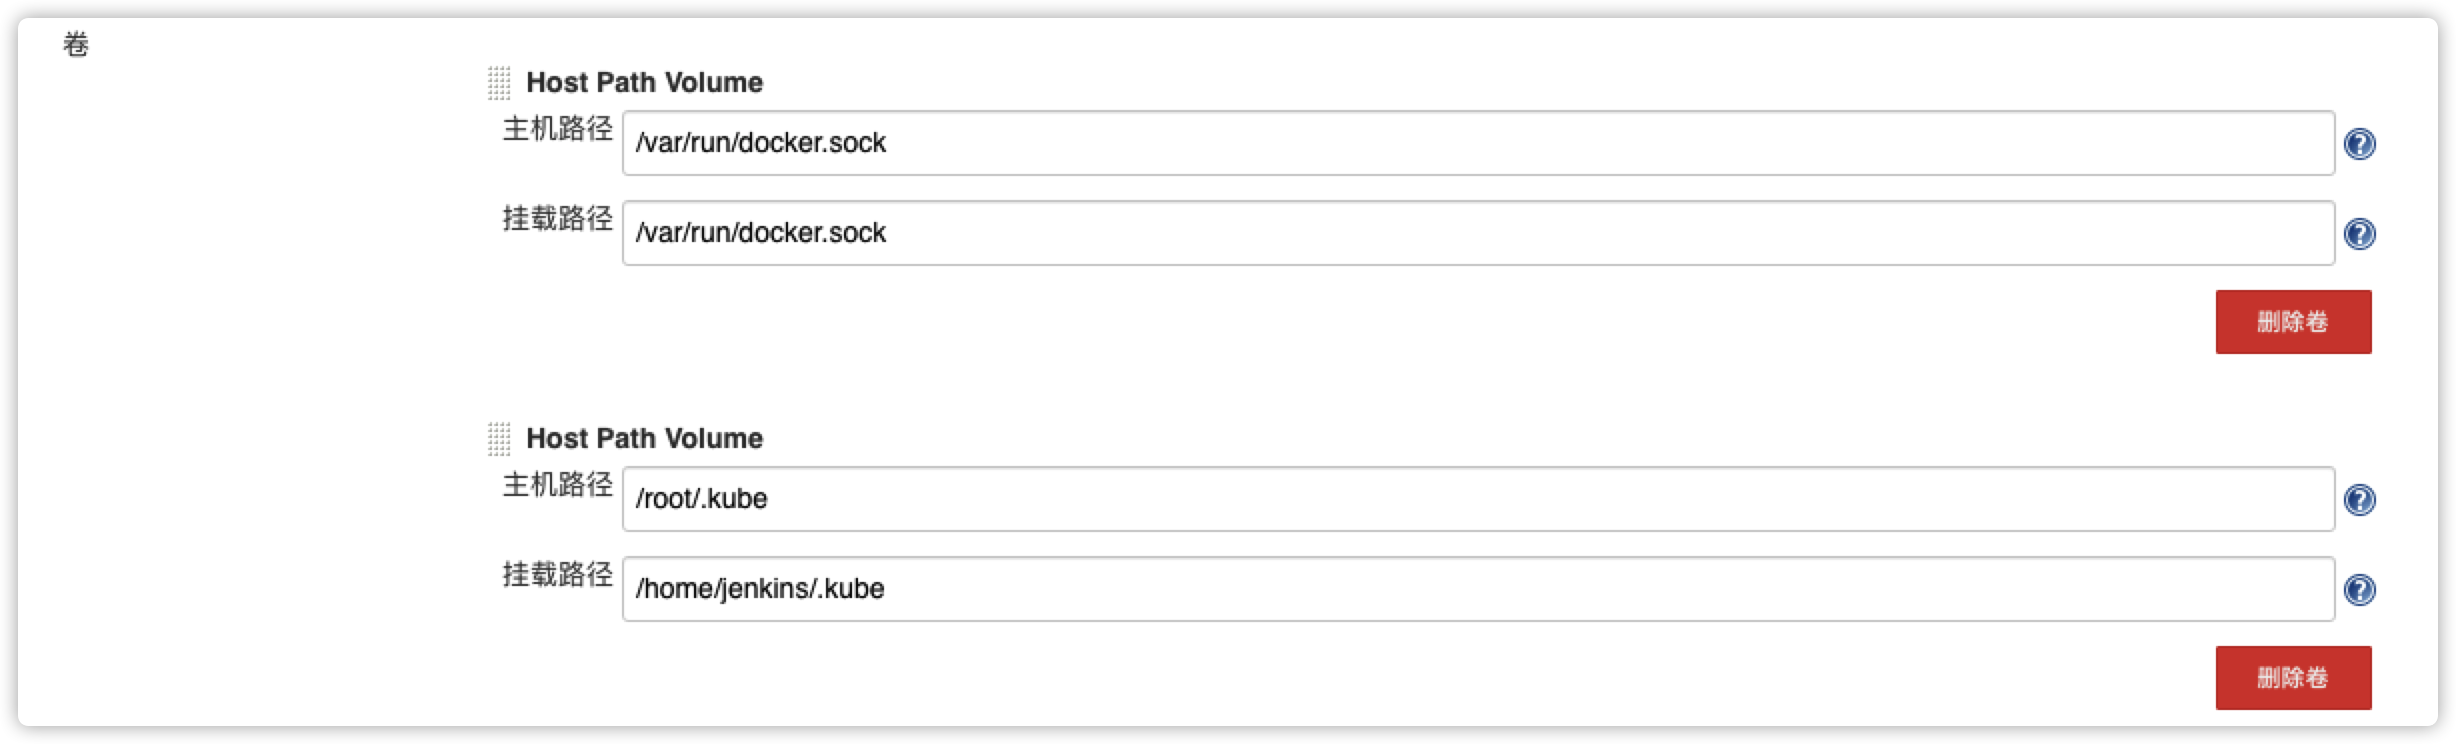 卷
Host Path Volume
主机路径 /var/run/docker.sock ?
挂载路径 /var/run/docker.sock ?
删除卷
Host Path Volume
主机路径 /root/.kube ?
挂载路径 /home/jenkins/.kube ?
删除卷